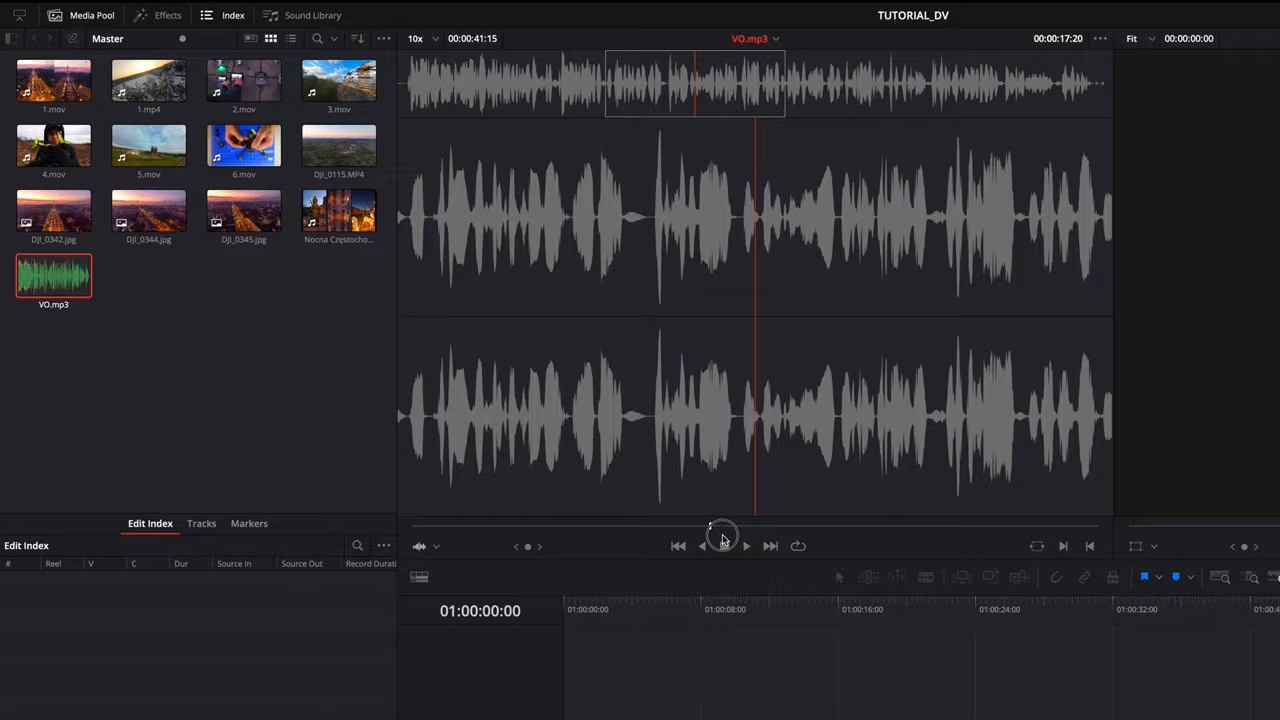 Media Pool Effects Index Sound Library TUTORIAL_DV
Master 10x 00:00:41:15 VO.mp3 00:00:17:20 Fit 00:00:00:00
1.mov 1.mp4 2.mov 3.mov
4.mov 5.mov 6.mov DJI_0115.MP4
DJI_0342.jpg DJI_0344.jpg DJI_0345.jpg Nocna Częstocho...
VO.mp3
Edit Index Tracks Markers
Edit Index
# Reel V C Dur Source In Source Out Record Durati
01:00:00:00 01:00:00:00 01:00:08:00 01:00:16:00 01:00:24:00 01:00:32:00 01:00:4